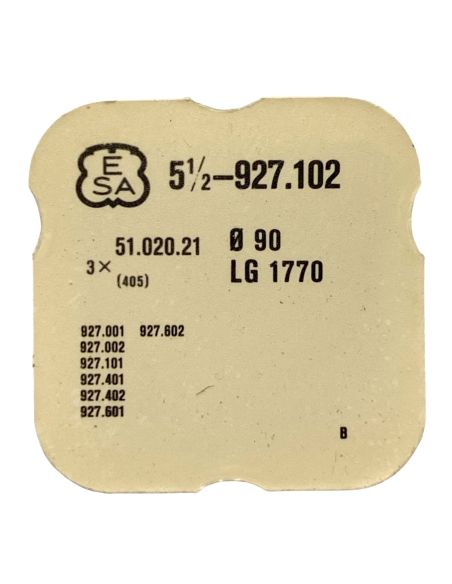 E
SA
5½–927.102
51.020.21 Ø 90
3× (405) LG 1770
927.001 927.602
927.002
927.101
927.401
927.402
927.601
B